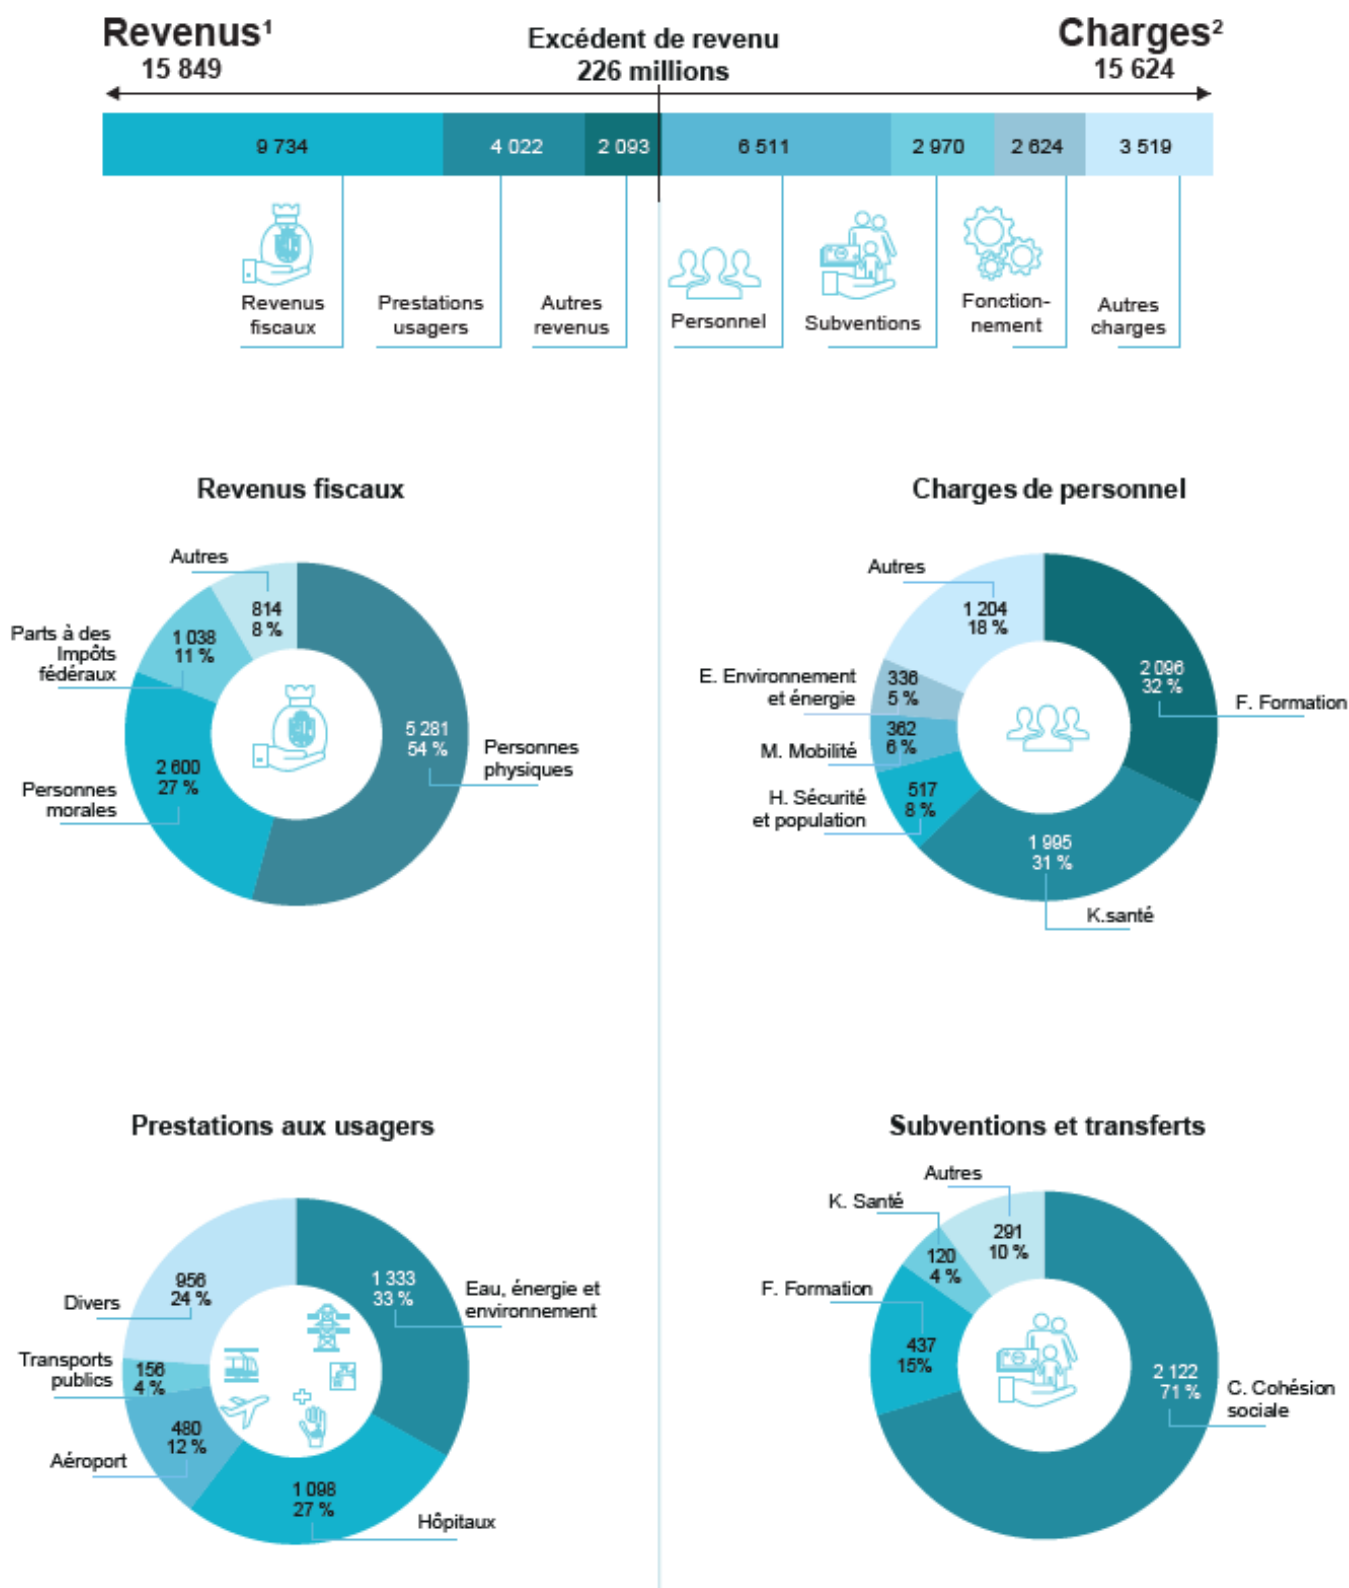 Revenus¹
15 849
Excédent de revenu
226 millions
Charges²
15 624
9 734
4 022
2 093
6 511
2 970
2 624
3 519
Revenus
fiscaux
Prestations
usagers
Autres
revenus
Personnel
Subventions
Fonction-
nement
Autres
charges
Revenus fiscaux
Autres
814
8 %
Parts à des
Impôts
fédéraux
1 038
11 %
5 281
54 %
Personnes
physiques
2 600
27 %
Personnes
morales
Charges de personnel
Autres
1 204
18 %
E. Environnement
et énergie
336
5 %
2 096
32 %
F. Formation
M. Mobilité
362
6 %
H. Sécurité
et population
517
8 %
1 995
31 %
K.santé
Prestations aux usagers
956
24 %
Divers
1 333
33 %
Eau, énergie et
environnement
Transports
publics
156
4 %
480
12 %
Aéroport
1 098
27 %
Hôpitaux
Subventions et transferts
Autres
291
10 %
K. Santé
120
4 %
F. Formation
437
15%
2 122
71 %
C. Cohésion
sociale